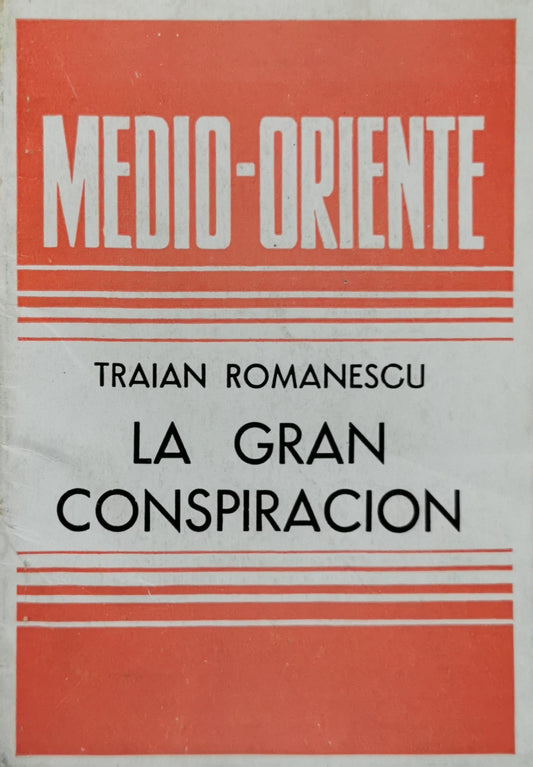 MEDIO-ORIENTE
TRAIAN ROMANESCU
LA GRAN
CONSPIRACION